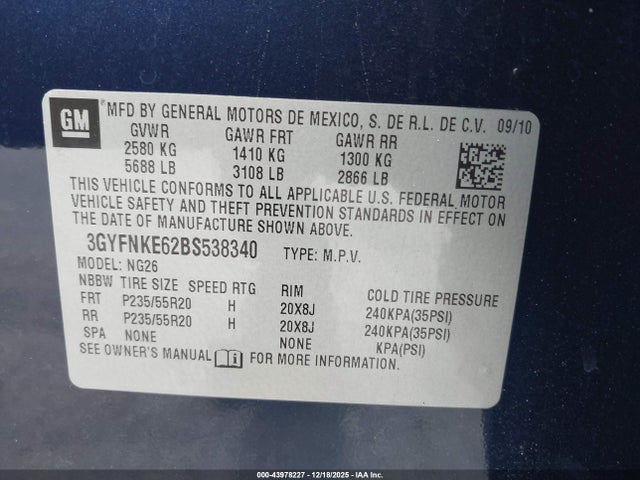 GM MFD BY GENERAL MOTORS DE MEXICO, S. DE R.L. DE C.V. 09/10
GVWR GAWR FRT GAWR RR
2580 KG 1410 KG 1300 KG
5688 LB 3108 LB 2866 LB
THIS VEHICLE CONFORMS TO ALL APPLICABLE U.S. FEDERAL MOTOR
VEHICLE SAFETY AND THEFT PREVENTION STANDARDS IN EFFECT ON
THE DATE OF MANUFACTURE SHOWN ABOVE.
3GYFNKE62BS538340 TYPE: M.P.V.
MODEL: NG26
NBBW TIRE SIZE SPEED RTG RIM COLD TIRE PRESSURE
FRT P235/55R20 H 20X8J 240KPA(35PSI)
RR P235/55R20 H 20X8J 240KPA(35PSI)
SPA NONE NONE KPA(PSI)
SEE OWNER'S MANUAL FOR MORE INFORMATION.
000-43978227 - 12/18/2025 - IAA Inc.